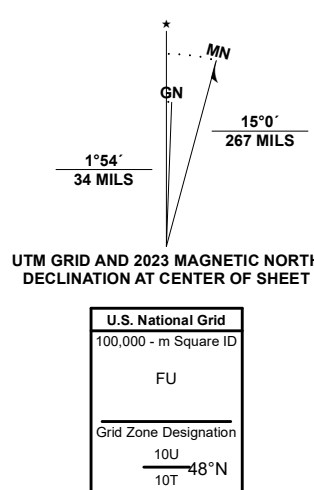 ★
MN
GN
15°0´
267 MILS
1°54´
34 MILS
UTM GRID AND 2023 MAGNETIC NORTH
DECLINATION AT CENTER OF SHEET
U.S. National Grid
100,000 - m Square ID
FU
Grid Zone Designation
10U
48°N
10T